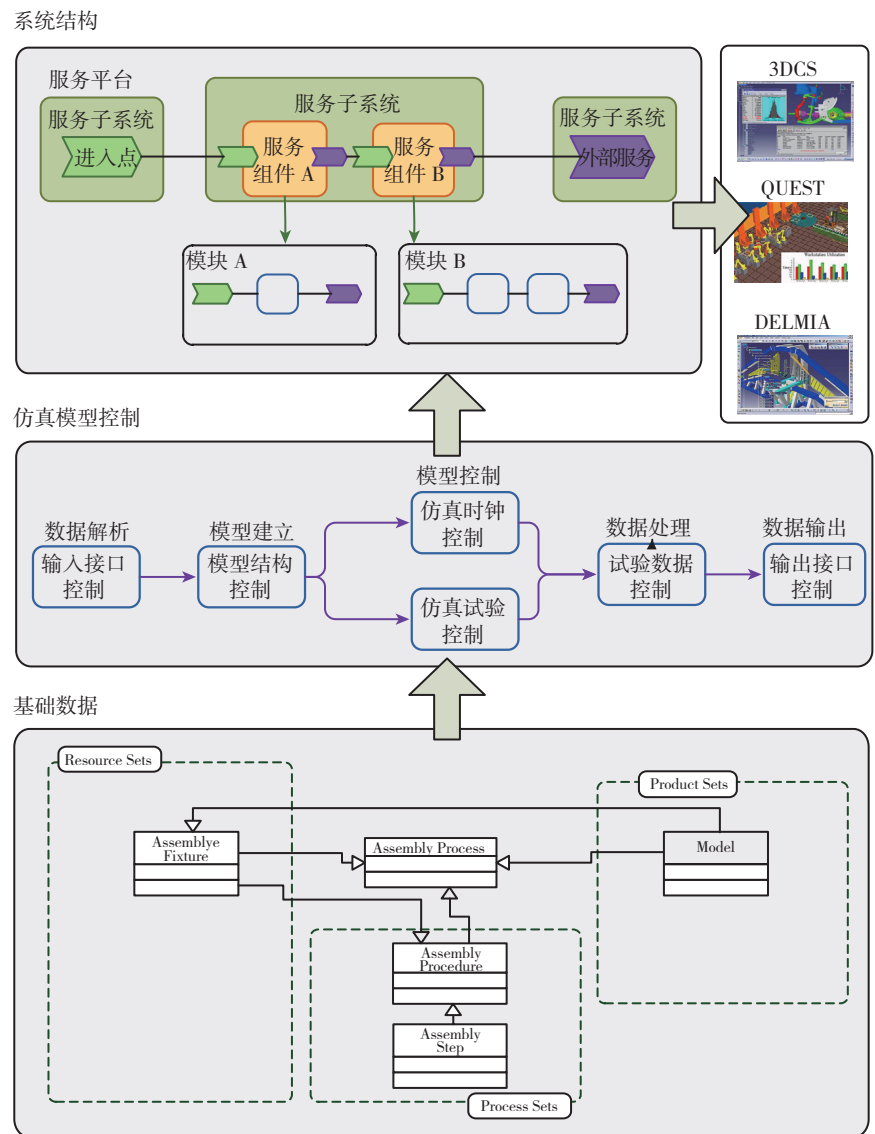 系统结构
服务平台
服务子系统
进入点
服务子系统
服务
组件 A
服务
组件 B
服务子系统
外部服务
模块 A
模块 B
3DCS
QUEST
Workstation Utilization
DELMIA
仿真模型控制
数据解析
输入接口
控制
模型建立
模型结构
控制
模型控制
仿真时钟
控制
仿真试验
控制
数据处理
试验数据
控制
数据输出
输出接口
控制
基础数据
Resource Sets
Product Sets
Assemblye
Fixture
Assembly Process
Model
Assembly
Procedure
Assembly
Step
Process Sets